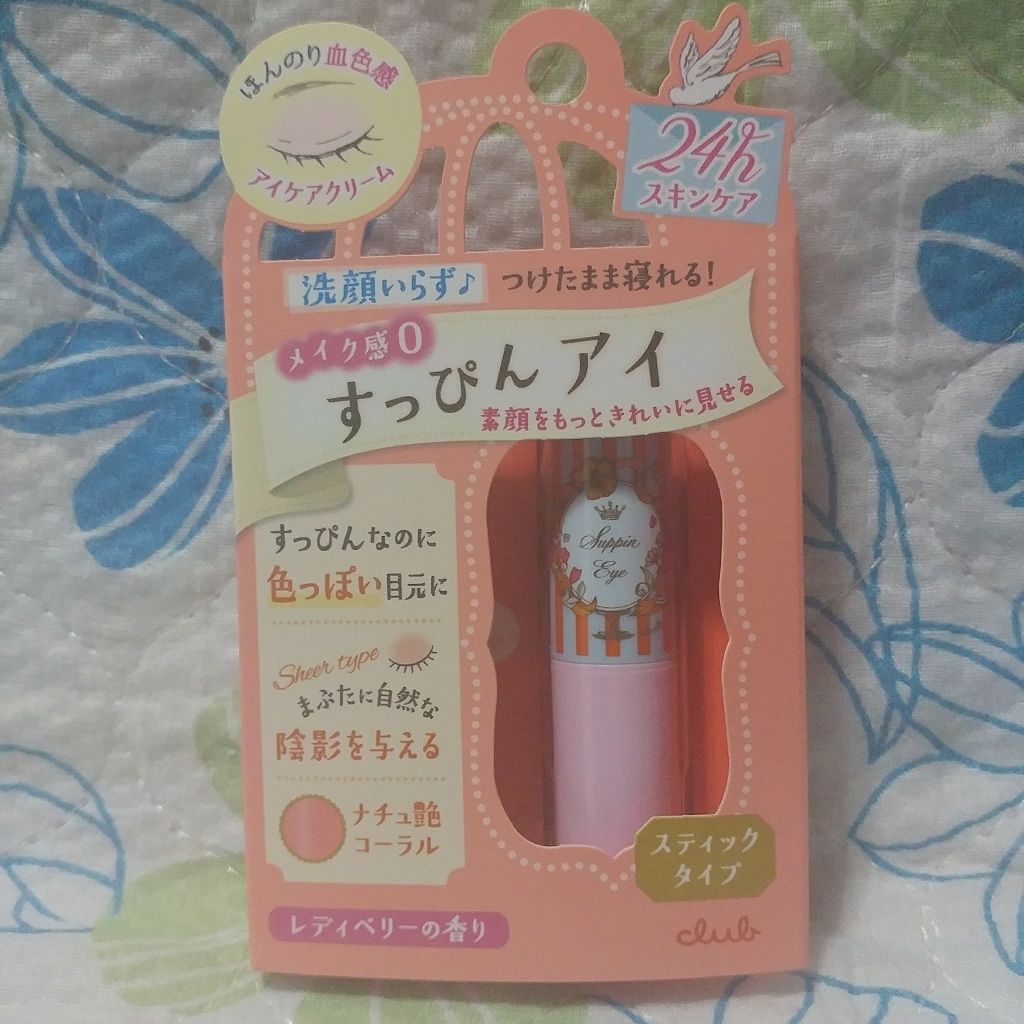 ほんのり血色感
アイケアクリーム
24h
スキンケア
洗顔いらず♪
つけたまま寝れる!
メイク感0
すっぴんアイ
素顔をもっときれいに見せる
すっぴんなのに
色っぽい目元に
Sheer type
まぶたに自然な
陰影を与える
ナチュ艶
コーラル
Suppin
Eye
スティック
タイプ
レディベリーの香り
club